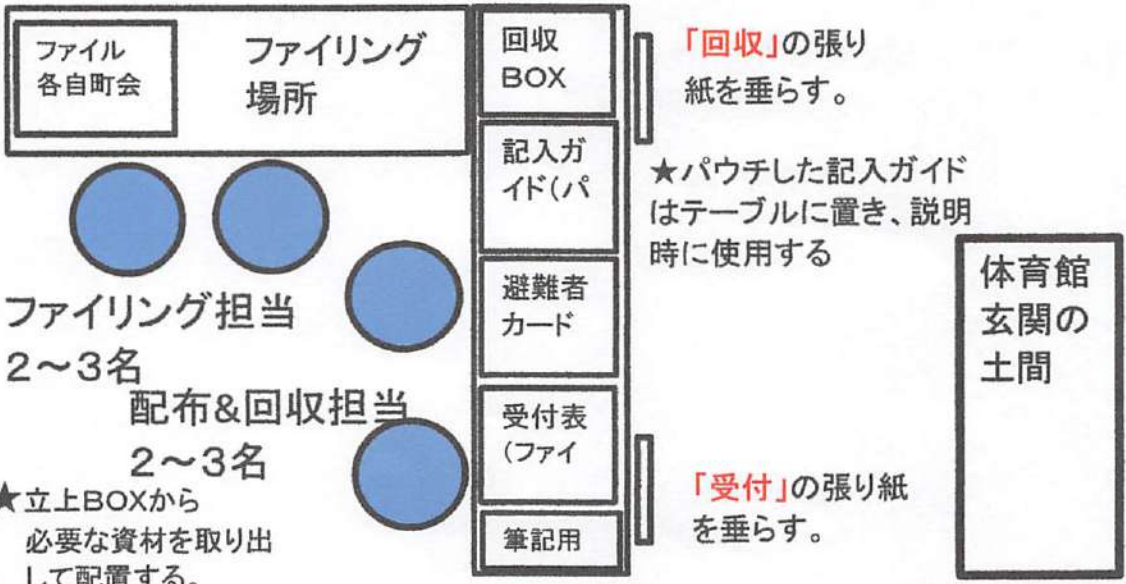 ファイル
各自町会
ファイリング
場所
回収
BOX
「回収」の張り
紙を垂らす。
記入ガ
イド(パ
★パウチした記入ガイド
はテーブルに置き、説明
時に使用する
避難者
カード
体育館
玄関の
土間
ファイリング担当
2~3名
配布&回収担当
2~3名
受付表
(ファイ
「受付」の張り紙
を垂らす。
筆記用
★立上BOXから
必要な資材を取り出
して配置する。